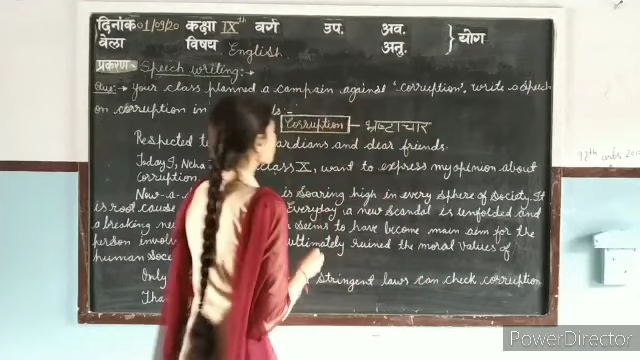 दिनांक 01/09/20 कक्षा IXth वर्ग उप. अव.
वेला विषय English अनु. } योग
प्रकरण- Speech writing:→
Que:→ Your class planned a campain against "corruption". Write a speech
on corruption in
Corruption - भ्रष्टाचार
Respected ardians and dear friends.
Today I, Neha class X, want to express my opinion about
corruption.
Now-a- is soaring high in every sphere of society. It
is root cause Everyday a new scandal is unfolded and
a breaking seems to have become main aim for the
person involv ultimately ruined the moral values of
human
Only stringent laws can check corruption
PowerDirector